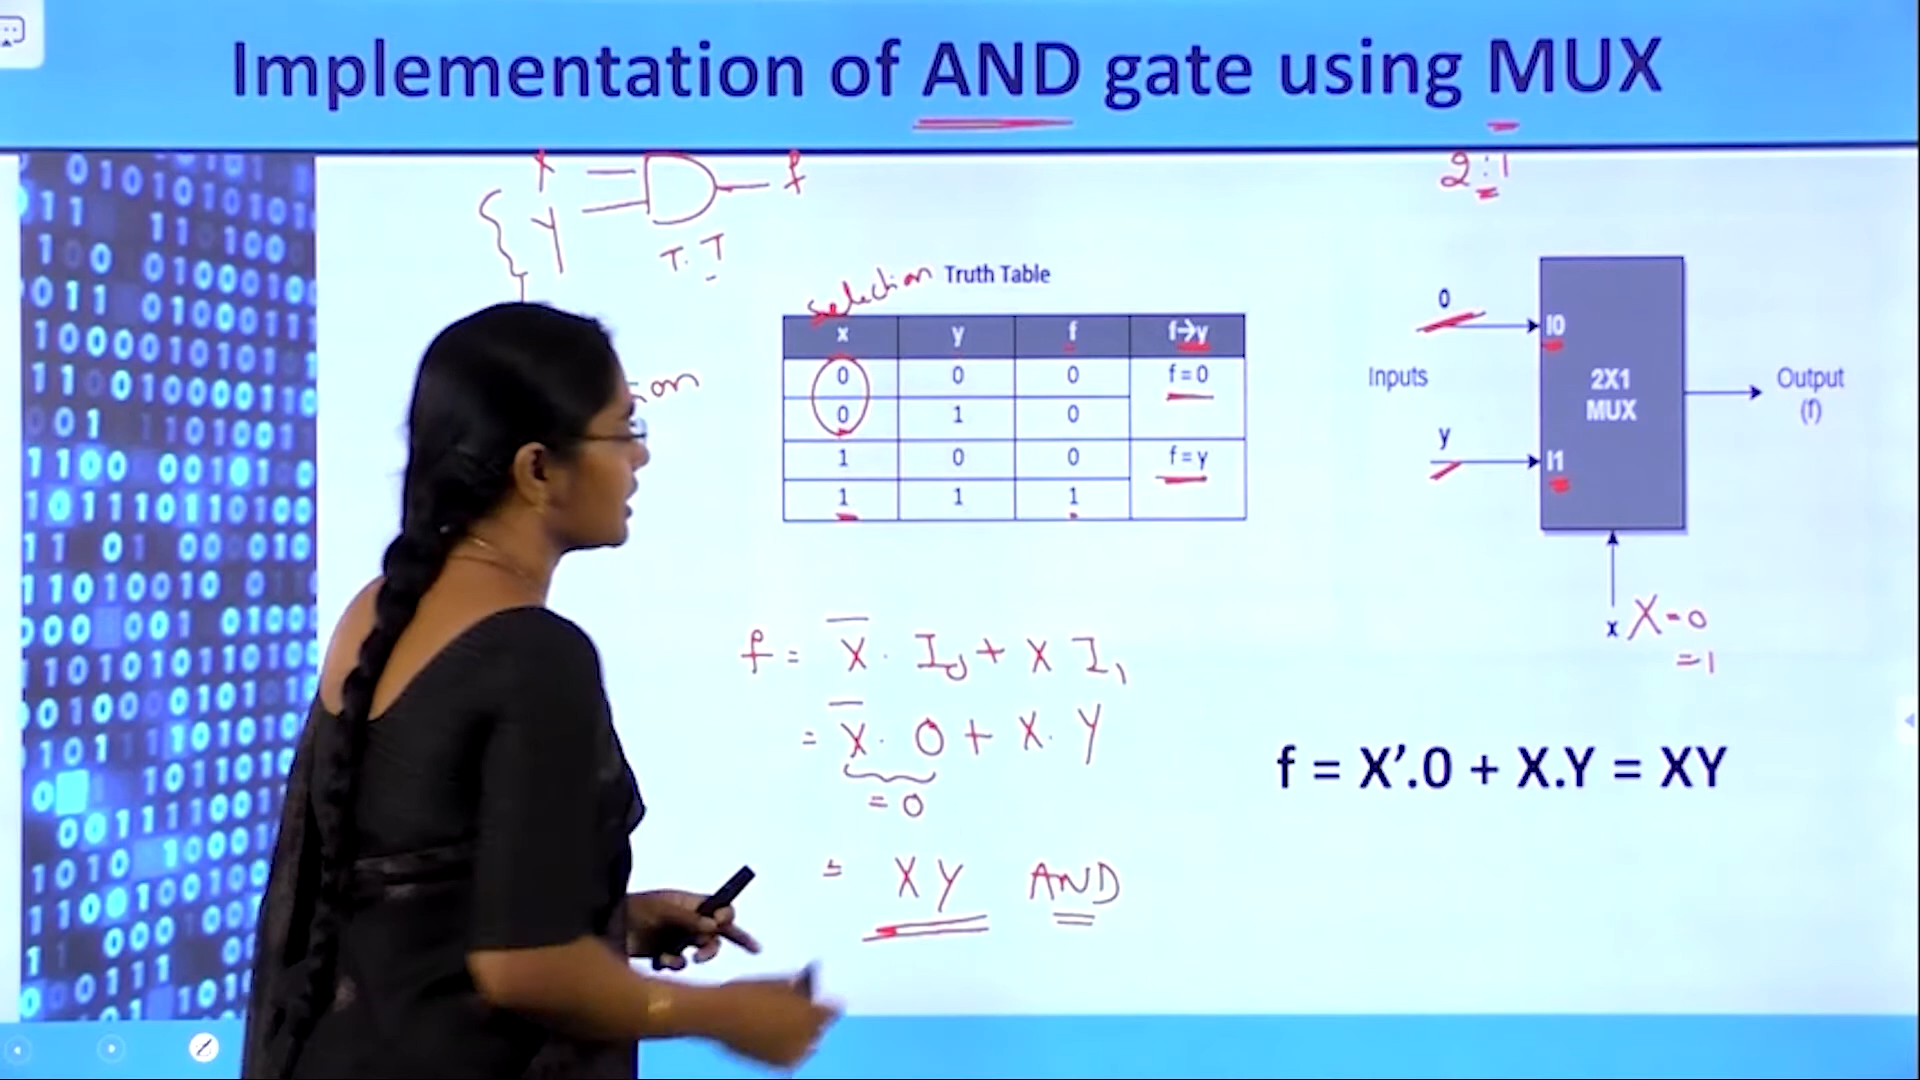 Implementation of AND gate using MUX
2:1
X
Y
f
T.T
selection
Truth Table
x y f f→y
0 0 0 f=0
0 1 0
1 0 0 f=y
1 1 1
Inputs
0
y
I0
I1
2X1
MUX
Output
(f)
x X=0
=1
f = X̅ . I₀ + X I₁
= X̅ . 0 + X . Y
= 0
= XY AND
f = X’.0 + X.Y = XY